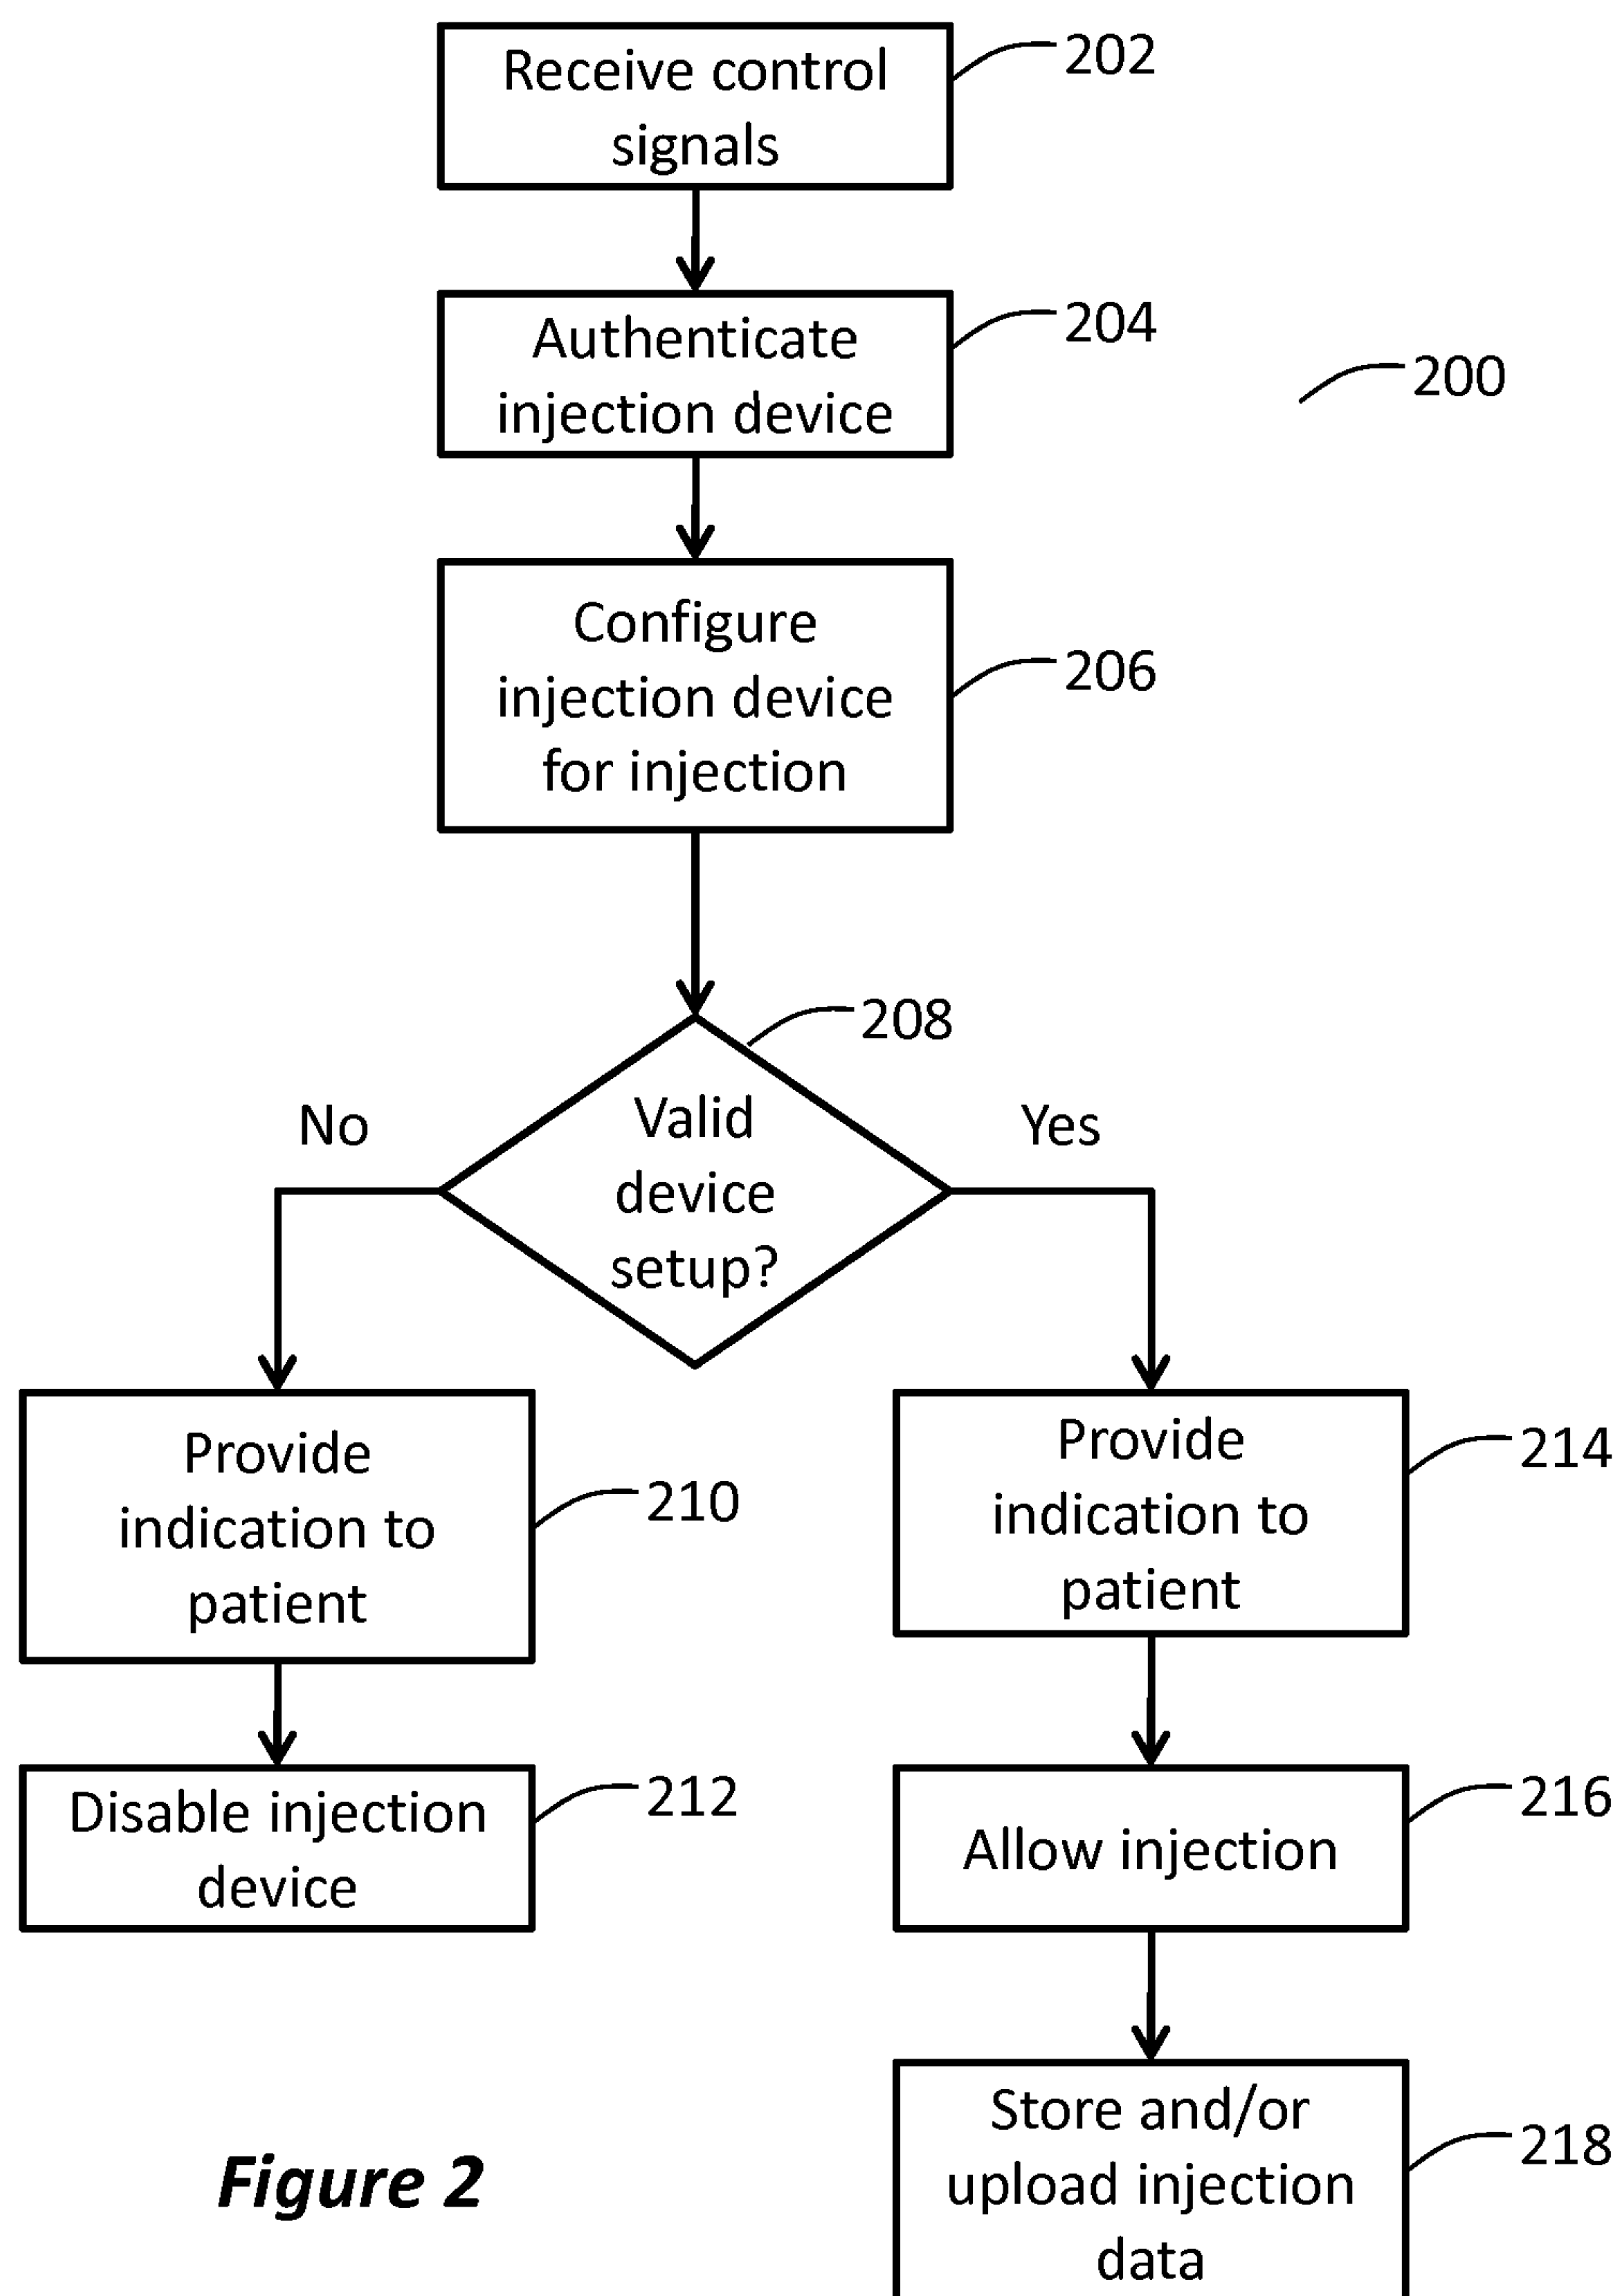 Receive control
signals
202
Authenticate
injection device
204
200
Configure
injection device
for injection
206
208
No
Valid
device
setup?
Yes
Provide
indication to
patient
210
Provide
indication to
patient
214
Disable injection
device
212
Allow injection
216
Store and/or
upload injection
data
218
Figure 2